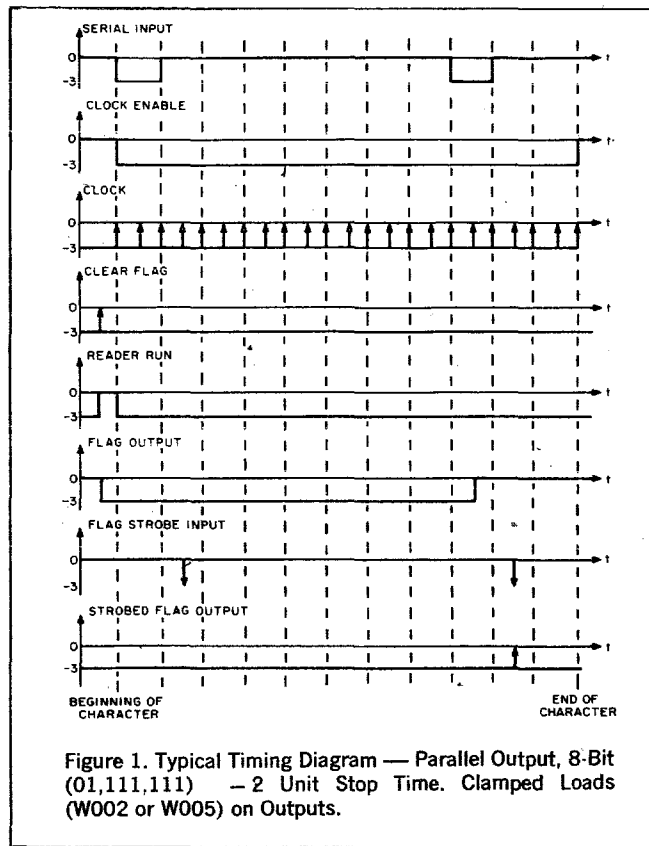 SERIAL INPUT
0
-3
t
CLOCK ENABLE
0
-3
t
CLOCK
0
-3
t
CLEAR FLAG
0
-3
t
READER RUN
0
-3
t
FLAG OUTPUT
0
-3
t
FLAG STROBE INPUT
0
-3
t
STROBED FLAG OUTPUT
0
-3
t
BEGINNING OF
CHARACTER
END OF
CHARACTER
Figure 1. Typical Timing Diagram — Parallel Output, 8-Bit
(01,111,111) — 2 Unit Stop Time. Clamped Loads
(W002 or W005) on Outputs.